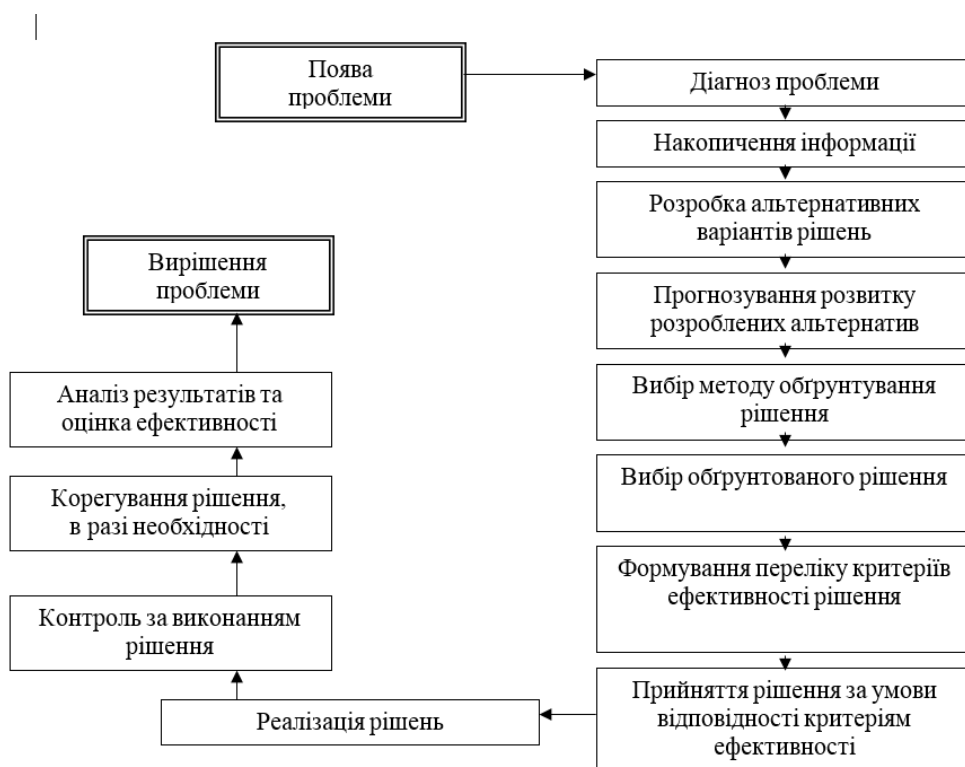 Поява
проблеми
Діагноз проблеми
Накопичення інформації
Розробка альтернативних
варіантів рішень
Прогнозування розвитку
розроблених альтернатив
Вибір методу обґрунтування
рішення
Вибір обґрунтованого рішення
Формування переліку критеріїв
ефективності рішення
Прийняття рішення за умови
відповідності критеріям
ефективності
Реалізація рішень
Контроль за виконанням
рішення
Корегування рішення,
в разі необхідності
Аналіз результатів та
оцінка ефективності
Вирішення
проблеми